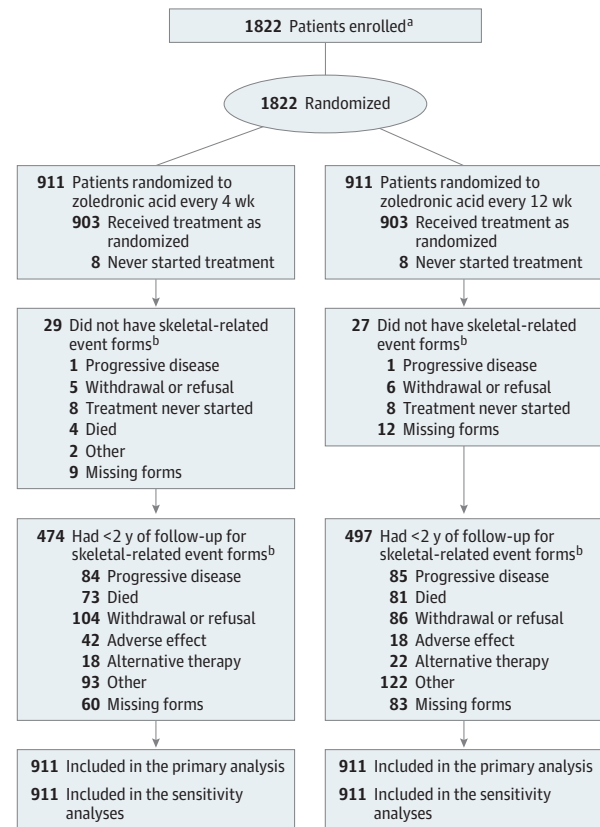 1822 Patients enrolledᵃ
1822 Randomized
911 Patients randomized to
zoledronic acid every 4 wk
903 Received treatment as
randomized
8 Never started treatment
29 Did not have skeletal-related
event formsᵇ
1 Progressive disease
5 Withdrawal or refusal
8 Treatment never started
4 Died
2 Other
9 Missing forms
474 Had <2 y of follow-up for
skeletal-related event formsᵇ
84 Progressive disease
73 Died
104 Withdrawal or refusal
42 Adverse effect
18 Alternative therapy
93 Other
60 Missing forms
911 Included in the primary analysis
911 Included in the sensitivity
analyses
911 Patients randomized to
zoledronic acid every 12 wk
903 Received treatment as
randomized
8 Never started treatment
27 Did not have skeletal-related
event formsᵇ
1 Progressive disease
6 Withdrawal or refusal
8 Treatment never started
12 Missing forms
497 Had <2 y of follow-up for
skeletal-related event formsᵇ
85 Progressive disease
81 Died
86 Withdrawal or refusal
18 Adverse effect
22 Alternative therapy
122 Other
83 Missing forms
911 Included in the primary analysis
911 Included in the sensitivity
analyses